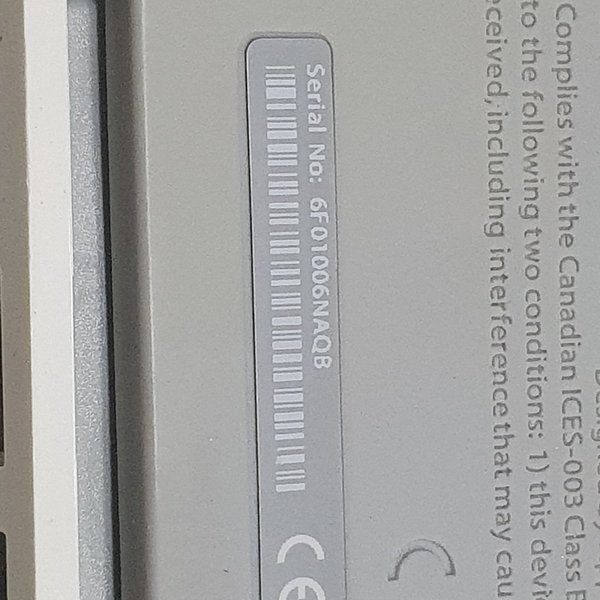 Complies with the Canadian ICES-003 Class B
to the following two conditions: 1) this devi
eceived, including interference that may cau
Serial No: 6F01006NAQB
CE